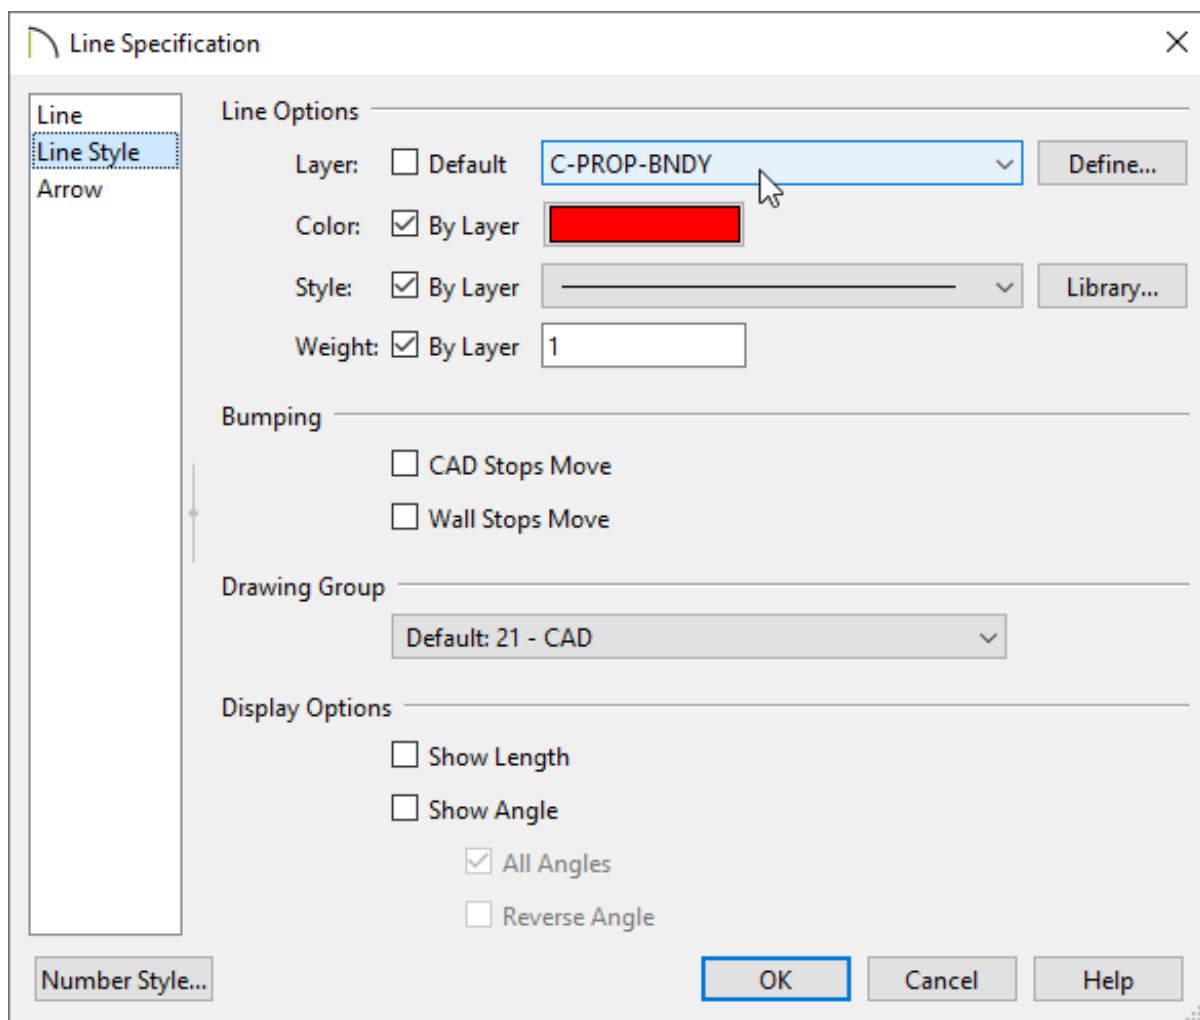 Line Specification
Line
Line Style
Arrow
Line Options
Layer: Default C-PROP-BNDY Define...
Color: By Layer
Style: By Layer Library...
Weight: By Layer 1
Bumping
CAD Stops Move
Wall Stops Move
Drawing Group
Default: 21 - CAD
Display Options
Show Length
Show Angle
All Angles
Reverse Angle
Number Style... OK Cancel Help